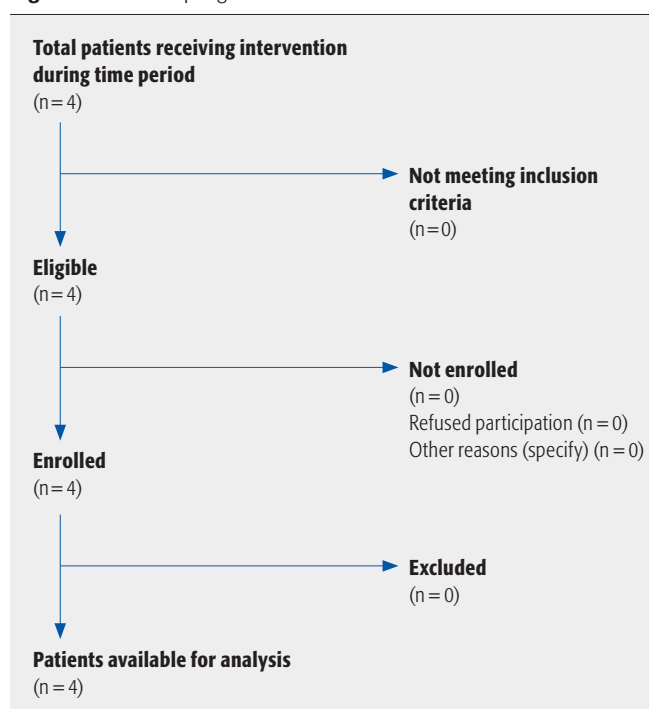 Total patients receiving intervention
during time period
(n=4)
Not meeting inclusion
criteria
(n=0)
Eligible
(n=4)
Not enrolled
(n=0)
Refused participation (n=0)
Other reasons (specify) (n=0)
Enrolled
(n=4)
Excluded
(n=0)
Patients available for analysis
(n=4)